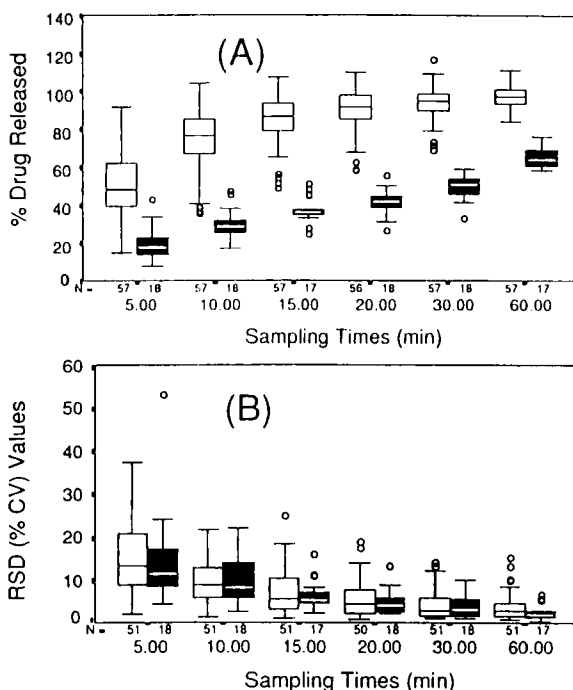 140
(A)
120
100
80
60
40
20
0
% Drug Released
N - 57 18 57 18 57 17 56 18 57 18 57 17
5.00 10.00 15.00 20.00 30.00 60.00
Sampling Times (min)
60
(B)
50
40
30
20
10
0
RSD (% CV) Values
N - 51 18 51 18 51 17 50 18 51 18 51 17
5.00 10.00 15.00 20.00 30.00 60.00
Sampling Times (min)